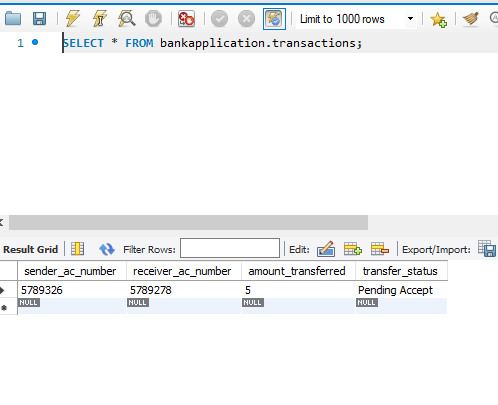 Limit to 1000 rows
1 SELECT * FROM bankapplication.transactions;
Result Grid Filter Rows: Edit: Export/Import:
sender_ac_number receiver_ac_number amount_transferred transfer_status
5789326 5789278 5 Pending Accept
NULL NULL NULL NULL